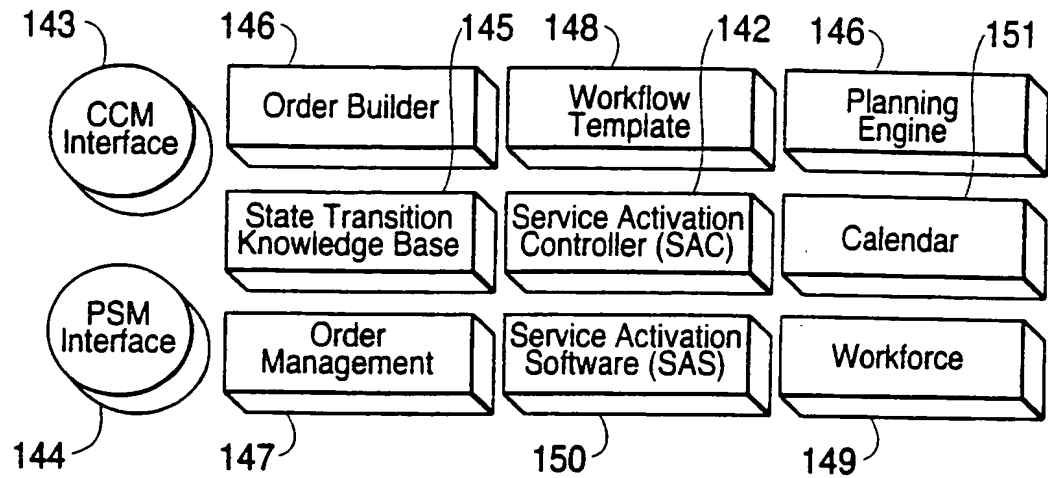 143
146
145
148
142
146
151
CCM
Interface
Order Builder
Workflow
Template
Planning
Engine
State Transition
Knowledge Base
Service Activation
Controller (SAC)
Calendar
PSM
Interface
Order
Management
Service Activation
Software (SAS)
Workforce
144
147
150
149